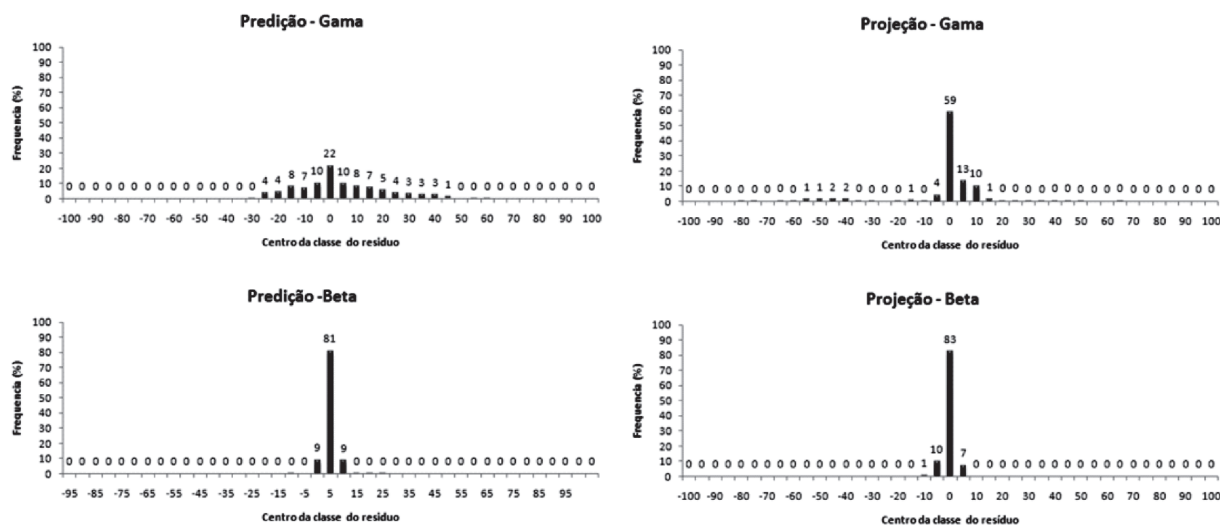 Predição - Gama
Frequencia (%)
100
90
80
70
60
50
40
30
20
10
0
0 0 0 0 0 0 0 0 0 0 0 0 0 0 0 4 4 8 7 10 22 10 8 7 5 4 3 3 3 1 0 0 0 0 0 0 0 0 0 0 0
-100 -90 -80 -70 -60 -50 -40 -30 -20 -10 0 10 20 30 40 50 60 70 80 90 100
Centro da classe do resíduo
Projeção - Gama
Frequencia (%)
100
90
80
70
60
50
40
30
20
10
0
0 0 0 0 0 0 0 0 0 1 1 2 2 0 0 0 0 1 0 4 59 13 10 1 0 0 0 0 0 0 0 0 0 0 0 0 0 0 0 0 0
-100 -90 -80 -70 -60 -50 -40 -30 -20 -10 0 10 20 30 40 50 60 70 80 90 100
Centro da classe do resíduo
Predição -Beta
Frequencia (%)
100
90
80
70
60
50
40
30
20
10
0
0 0 0 0 0 0 0 0 0 0 0 0 0 0 0 0 0 0 0 9 81 9 0 0 0 0 0 0 0 0 0 0 0 0 0 0 0 0 0 0 0
-95 -85 -75 -65 -55 -45 -35 -25 -15 -5 5 15 25 35 45 55 65 75 85 95
Centro da classe do resíduo
Projeção - Beta
Frequencia (%)
100
90
80
70
60
50
40
30
20
10
0
0 0 0 0 0 0 0 0 0 0 0 0 0 0 0 0 0 0 1 10 83 7 0 0 0 0 0 0 0 0 0 0 0 0 0 0 0 0 0 0 0
-100 -90 -80 -70 -60 -50 -40 -30 -20 -10 0 10 20 30 40 50 60 70 80 90 100
Centro da classe do resíduo